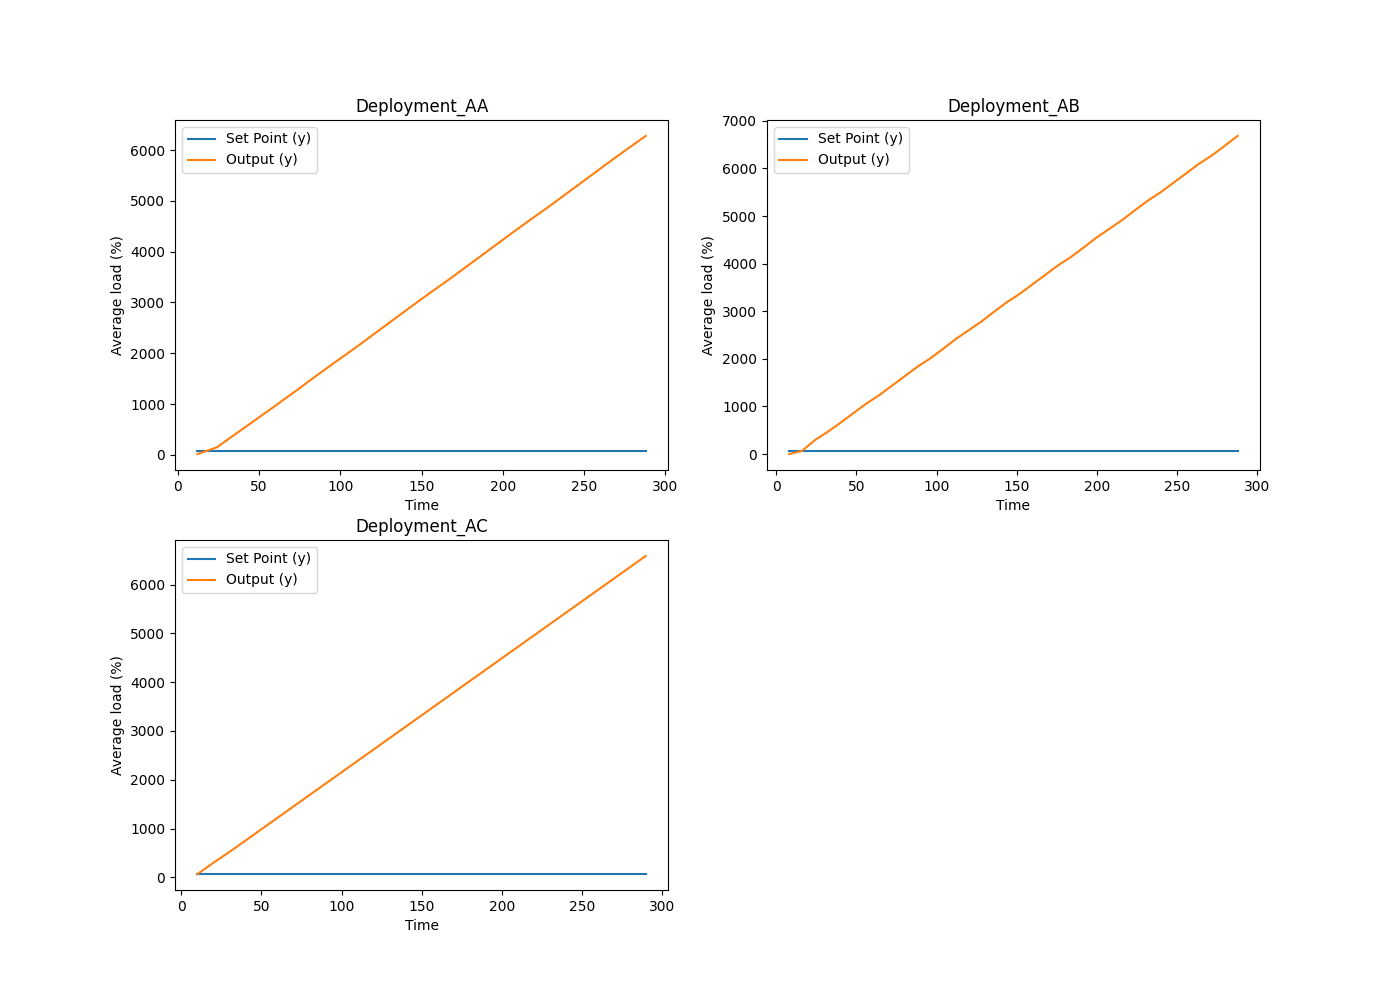 Deployment_AA
Set Point (y)
Output (y)
Average load (%)
6000
5000
4000
3000
2000
1000
0
0 50 100 150 200 250 300
Time
Deployment_AB
Set Point (y)
Output (y)
Average load (%)
7000
6000
5000
4000
3000
2000
1000
0
0 50 100 150 200 250 300
Time
Deployment_AC
Set Point (y)
Output (y)
Average load (%)
6000
5000
4000
3000
2000
1000
0
0 50 100 150 200 250 300
Time